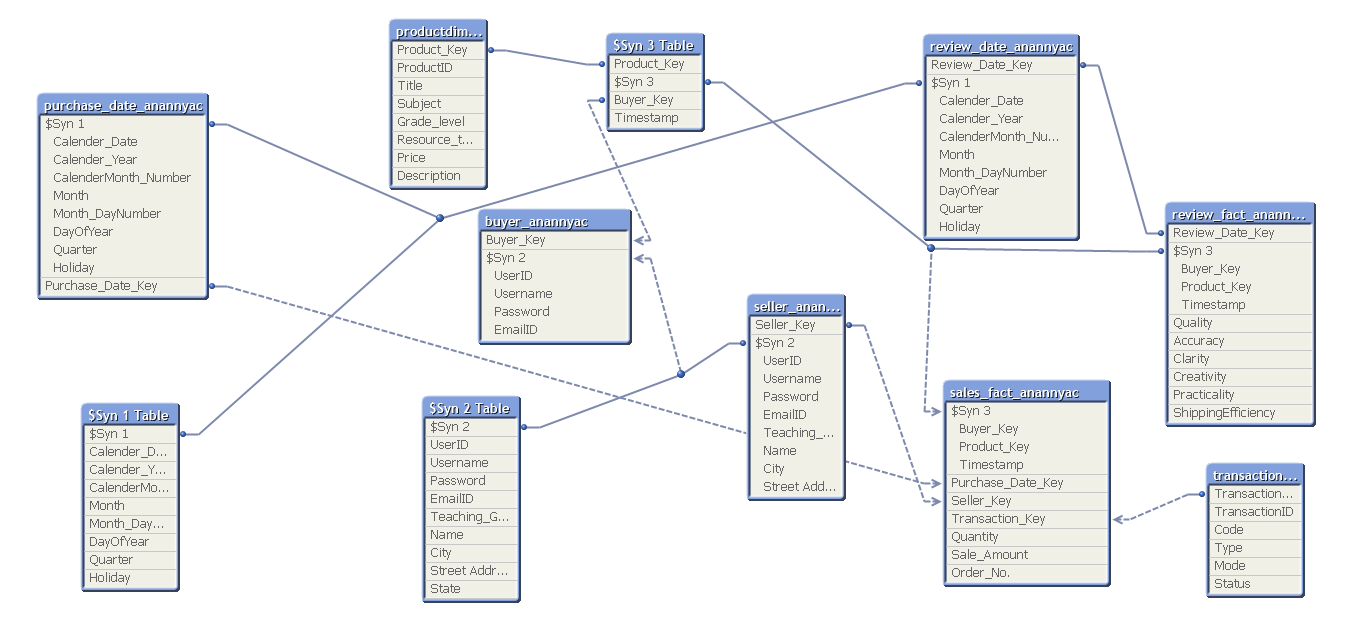 productdim...
Product_Key
ProductID
Title
Subject
Grade_level
Resource_t...
Price
Description
$Syn 3 Table
Product_Key
$Syn 3
Buyer_Key
Timestamp
review_date_anannyac
Review_Date_Key
$Syn 1
Calender_Date
Calender_Year
CalenderMonth_Nu...
Month
Month_DayNumber
DayOfYear
Quarter
Holiday
purchase_date_anannyac
$Syn 1
Calender_Date
Calender_Year
CalenderMonth_Number
Month
Month_DayNumber
DayOfYear
Quarter
Holiday
Purchase_Date_Key
buyer_anannyac
Buyer_Key
$Syn 2
UserID
Username
Password
EmailID
review_fact_anann...
Review_Date_Key
$Syn 3
Buyer_Key
Product_Key
Timestamp
Quality
Accuracy
Clarity
Creativity
Practicality
ShippingEfficiency
seller_anan...
Seller_Key
$Syn 2
UserID
Username
Password
EmailID
Teaching_...
Name
City
Street Add...
$Syn 1 Table
$Syn 1
Calender_D...
Calender_Y...
CalenderMo...
Month
Month_Day...
DayOfYear
Quarter
Holiday
$Syn 2 Table
$Syn 2
UserID
Username
Password
EmailID
Teaching_G...
Name
City
Street Addr...
State
sales_fact_anannyac
$Syn 3
Buyer_Key
Product_Key
Timestamp
Purchase_Date_Key
Seller_Key
Transaction_Key
Quantity
Sale_Amount
Order_No.
transaction...
Transaction...
TransactionID
Code
Type
Mode
Status